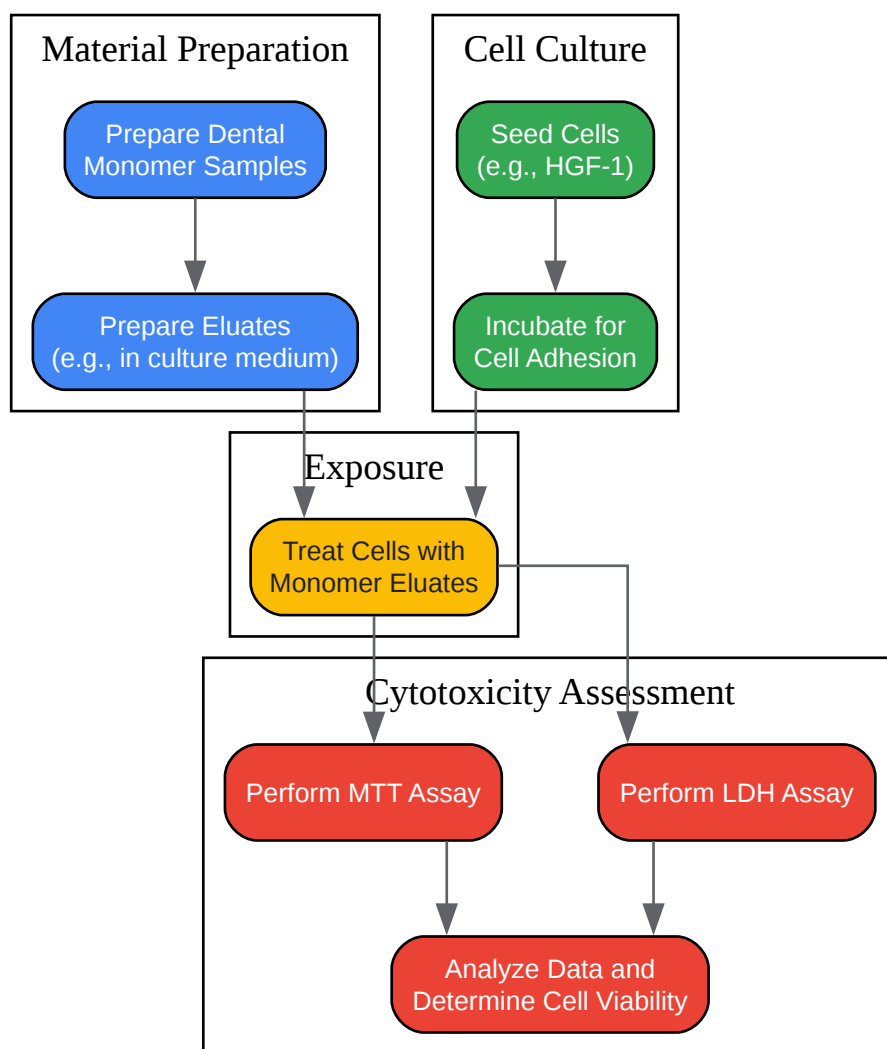 Material Preparation
Prepare Dental
Monomer Samples
Prepare Eluates
(e.g., in culture medium)
Cell Culture
Seed Cells
(e.g., HGF-1)
Incubate for
Cell Adhesion
Exposure
Treat Cells with
Monomer Eluates
Cytotoxicity Assessment
Perform MTT Assay
Perform LDH Assay
Analyze Data and
Determine Cell Viability